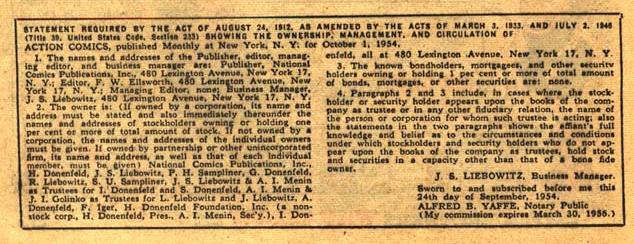 STATEMENT REQUIRED BY THE ACT OF AUGUST 24, 1912, AS AMENDED BY THE ACTS OF MARCH 3, 1933, AND JULY 2, 1946
(Title 39, United States Code, Section 233) SHOWING THE OWNERSHIP, MANAGEMENT, AND CIRCULATION OF
ACTION COMICS, published Monthly at New York, N. Y. for October 1, 1954.
1. The names and addresses of the Publisher, editor, manag-
ing editor, and business manager are: Publisher, National
Comics Publications, Inc., 480 Lexington Avenue, New York 17,
N. Y.; Editor, F. W. Ellsworth, 480 Lexington Avenue, New
York 17, N. Y.; Managing Editor, none; Business Manager,
J. S. Liebowitz, 480 Lexington Avenue, New York 17, N. Y.
2. The owner is: (If owned by a corporation, its name and
address must be stated and also immediately thereunder the
names and addresses of stockholders owning or holding one
per cent or more of total amount of stock. If not owned by a
corporation, the names and addresses of the individual owners
must be given. If owned by partnership or other unincorporated
firm, its name and address, as well as that of each individual
member, must be given.) National Comics Publications, Inc.,
H. Donenfeld, J. S. Liebowitz, P. H. Sampliner, G. Donenfeld,
R. Liebowitz, S. U. Sampliner, J. S. Liebowitz & A. I. Menin
as Trustees for I. Donenfeld and S. Donenfeld, A. I. Menin &
J. I. Golinko as Trustees for L. Liebowitz and J. Liebowitz, A.
Donenfeld, F. Iger, H. Donenfeld Foundation, Inc. (a non-
stock corp., H. Donenfeld, Pres., A. I. Menin, Sec'y.), I. Don-
enfeld, all at 480 Lexington Avenue, New York 17, N. Y.
3. The known bondholders, mortgagees, and other security
holders owning or holding 1 per cent or more of total amount
of bonds, mortgages, or other securities are: none.
4. Paragraphs 2 and 3 include, in cases where the stock-
holder or security holder appears upon the books of the com-
pany as trustee or in any other fiduciary relation, the name of
the person or corporation for whom such trustee is acting; also
the statements in the two paragraphs shows the affiant's full
knowledge and belief as to the circumstances and conditions
under which stockholders and security holders who do not ap-
pear upon the books of the company as trustees, hold stock
and securities in a capacity other than that of a bona fide
owner.
J. S. LIEBOWITZ, Business Manager.
Sworn to and subscribed before me this
24th day of September, 1954.
ALFRED B. YAFFE, Notary Public
(My commission expires March 30, 1956.)